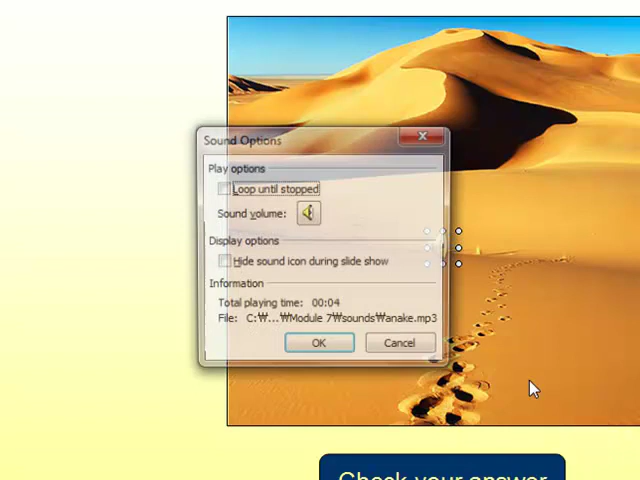 Sound Options
Play options
Loop until stopped
Sound volume:
Display options
Hide sound icon during slide show
Information
Total playing time: 00:04
File: C:₩...₩Module 7₩sounds₩anake.mp3
OK Cancel
Check your answer